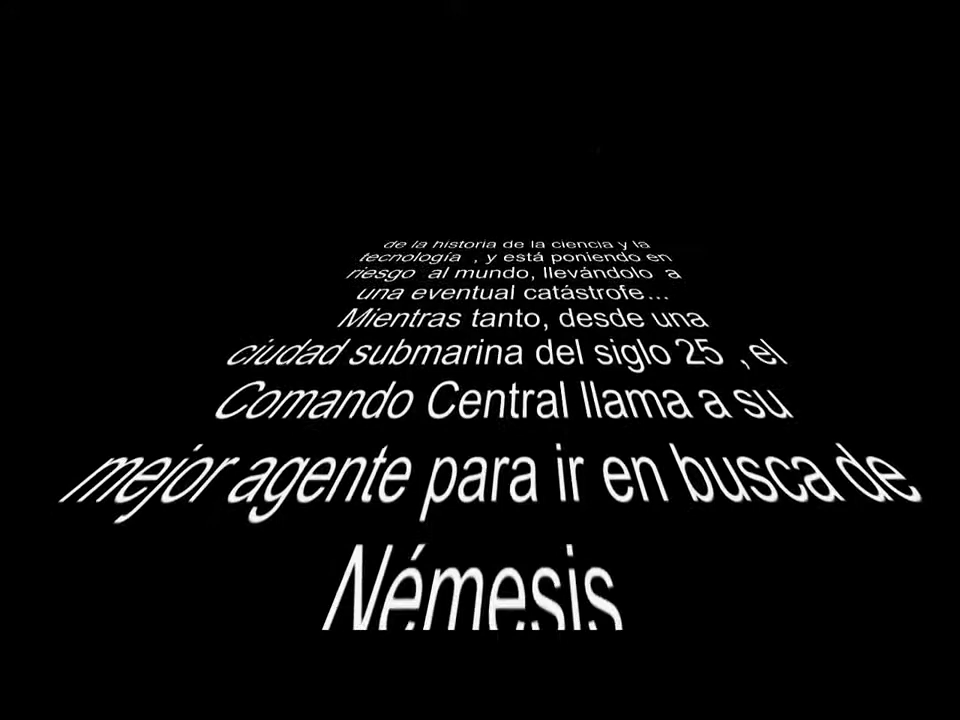 de la historia de la ciencia y la
tecnología , y está poniendo en
riesgo al mundo, llevándolo a
una eventual catástrofe...
Mientras tanto, desde una
ciudad submarina del siglo 25 , el
Comando Central llama a su
mejor agente para ir en busca de
Némesis